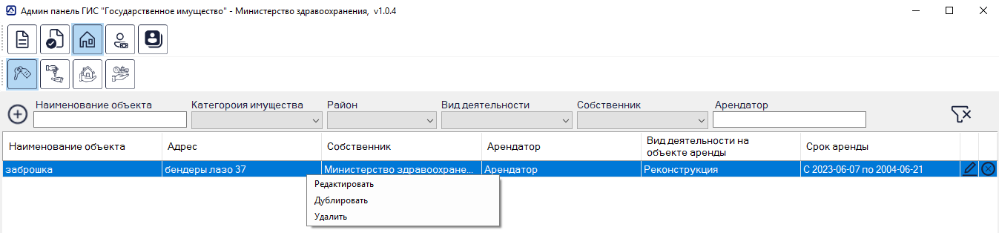 Админ панель ГИС "Государственное имущество" - Министерство здравоохранения, v1.0.4
Наименование объекта
Категороия имущества
Район
Вид деятельности
Собственник
Арендатор
Наименование объекта
Адрес
Собственник
Арендатор
Вид деятельности на
объекте аренды
Срок аренды
заброшка
бендеры лазо 37
Министерство здравоохране...
Арендатор
Реконструкция
С 2023-06-07 по 2004-06-21
Редактировать
Дублировать
Удалить